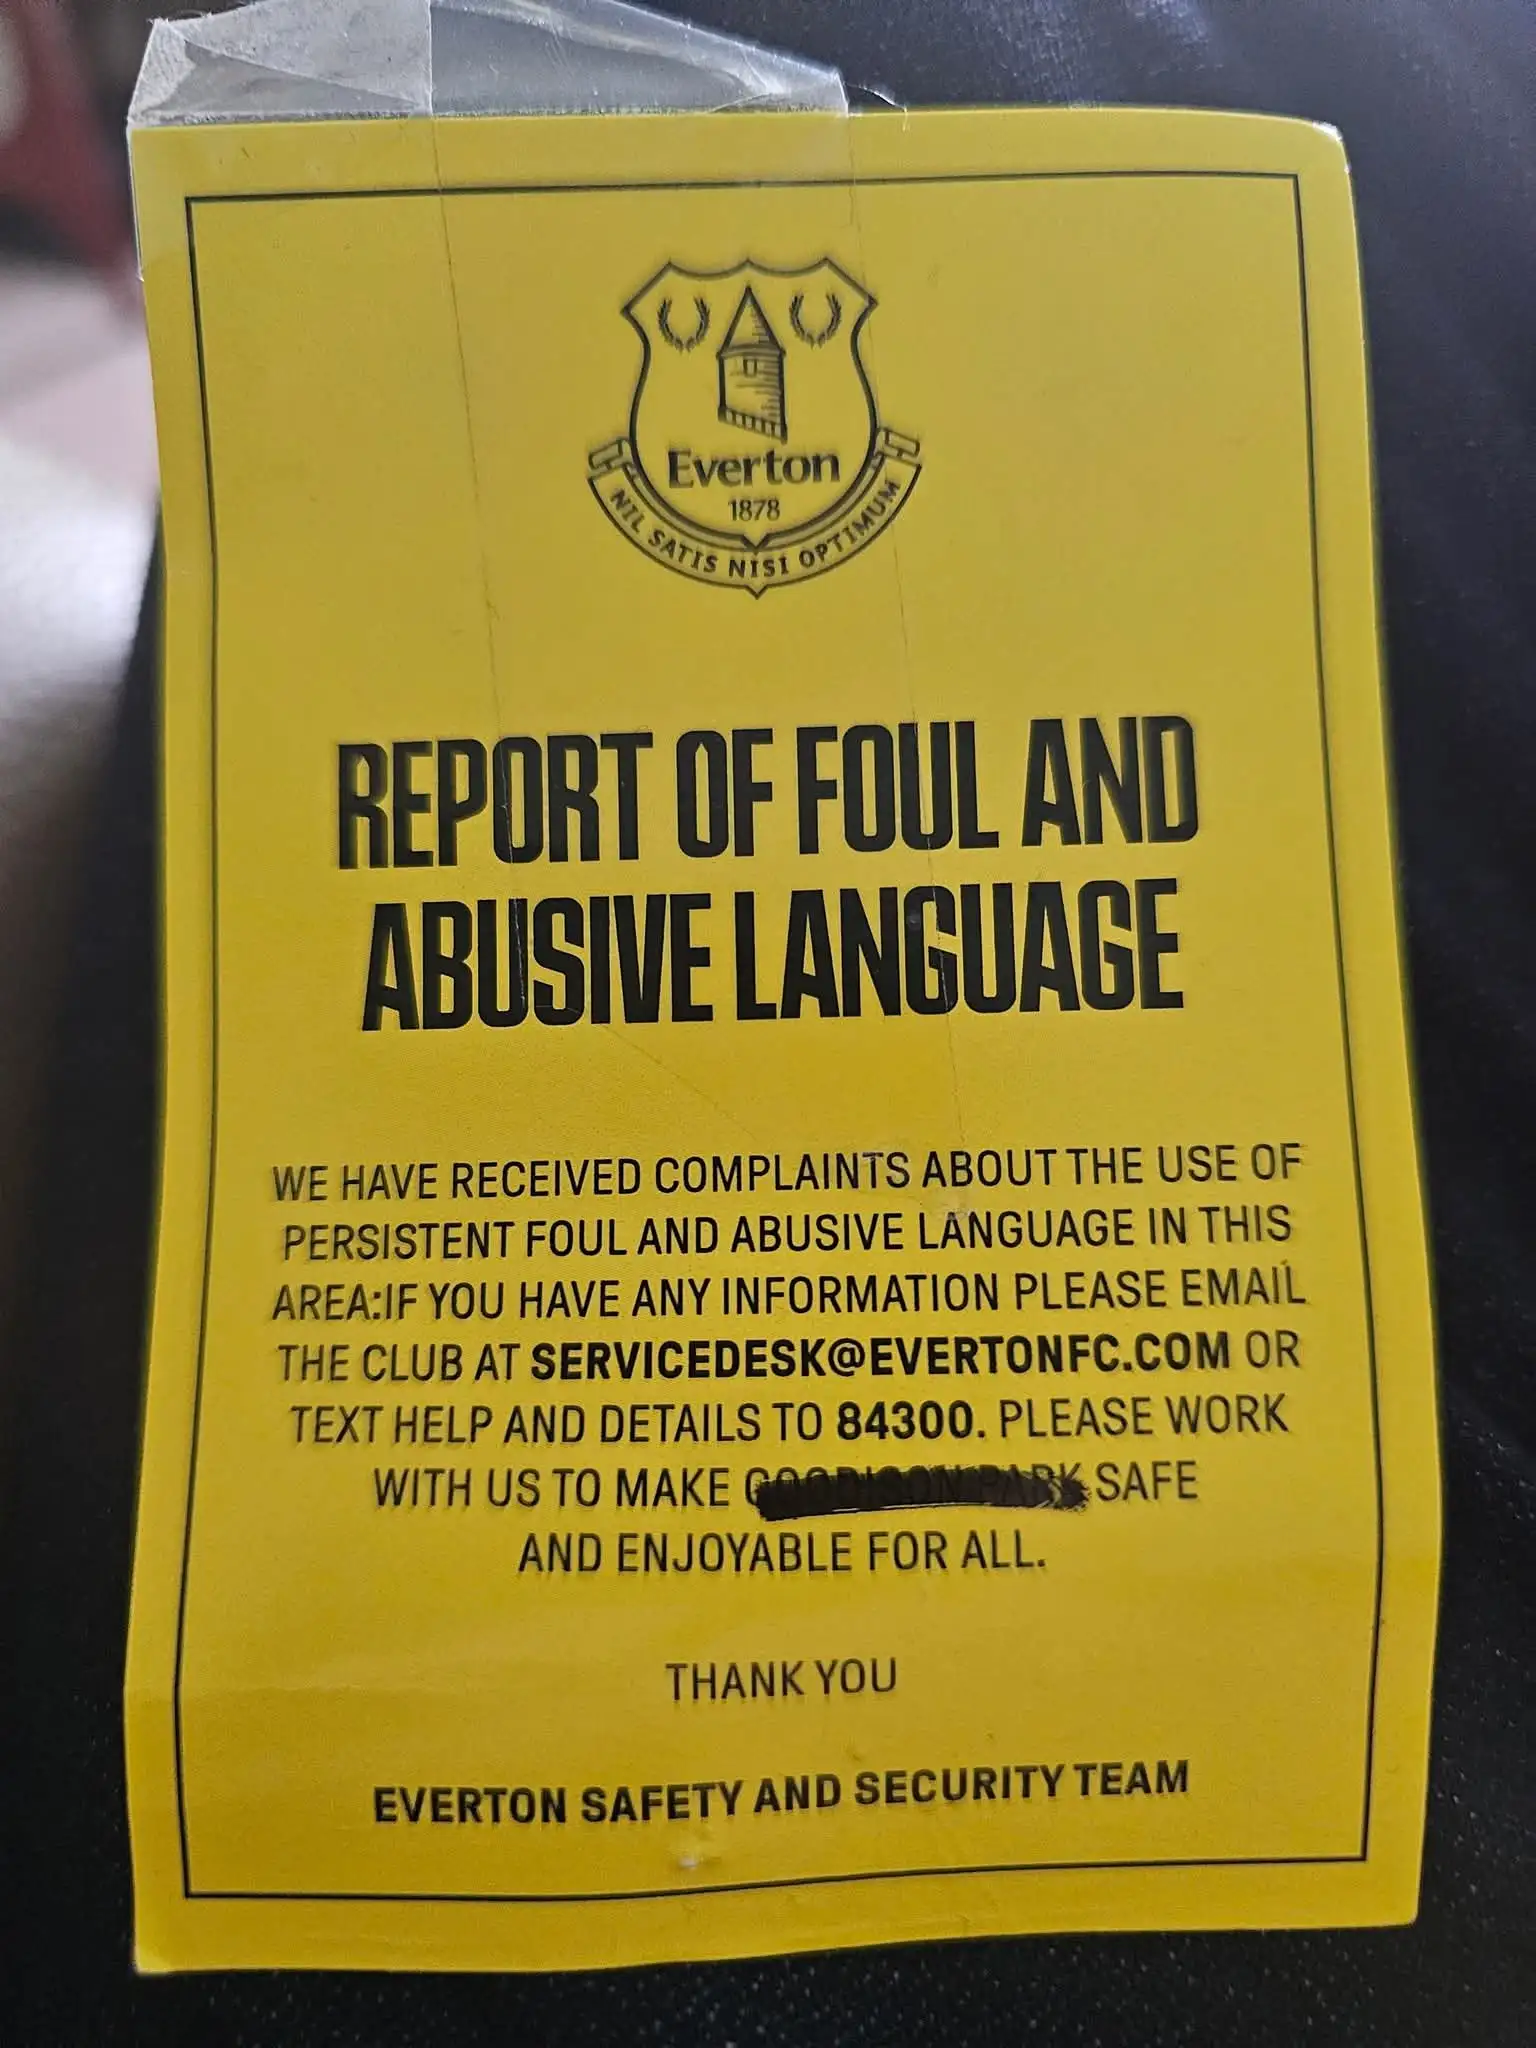 Everton
1878
NIL SATIS NISI OPTIMUM
REPORT OF FOUL AND
ABUSIVE LANGUAGE
WE HAVE RECEIVED COMPLAINTS ABOUT THE USE OF
PERSISTENT FOUL AND ABUSIVE LANGUAGE IN THIS
AREA:IF YOU HAVE ANY INFORMATION PLEASE EMAIL
THE CLUB AT SERVICEDESK@EVERTONFC.COM OR
TEXT HELP AND DETAILS TO 84300. PLEASE WORK
WITH US TO MAKE GOODISON PARK SAFE
AND ENJOYABLE FOR ALL.
THANK YOU
EVERTON SAFETY AND SECURITY TEAM